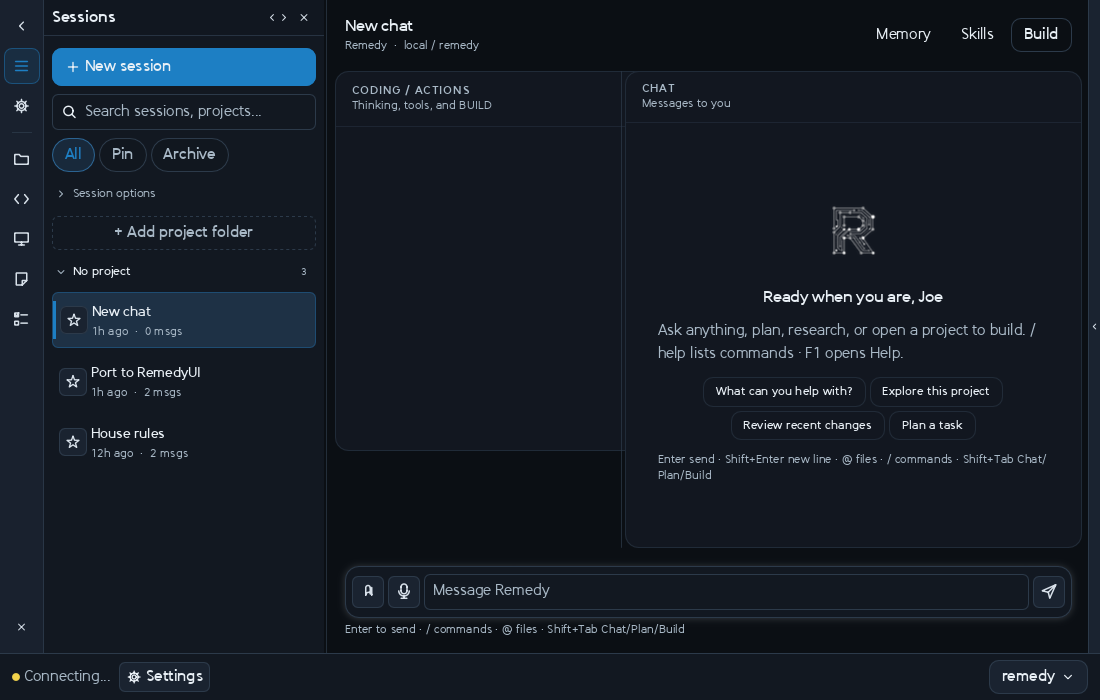 Sessions
New session
Search sessions, projects...
All
Pin
Archive
Session options
+ Add project folder
No project
3
New chat
1h ago · 0 msgs
Port to RemedyUI
1h ago · 2 msgs
House rules
12h ago · 2 msgs
New chat
Remedy · local / remedy
Memory
Skills
Build
CODING / ACTIONS
Thinking, tools, and BUILD
CHAT
Messages to you
R
Ready when you are, Joe
Ask anything, plan, research, or open a project to build. /
help lists commands · F1 opens Help.
What can you help with?
Explore this project
Review recent changes
Plan a task
Enter send · Shift+Enter new line · @ files · / commands · Shift+Tab Chat/
Plan/Build
Message Remedy
Enter to send · / commands · @ files · Shift+Tab Chat/Plan/Build
Connecting...
Settings
remedy